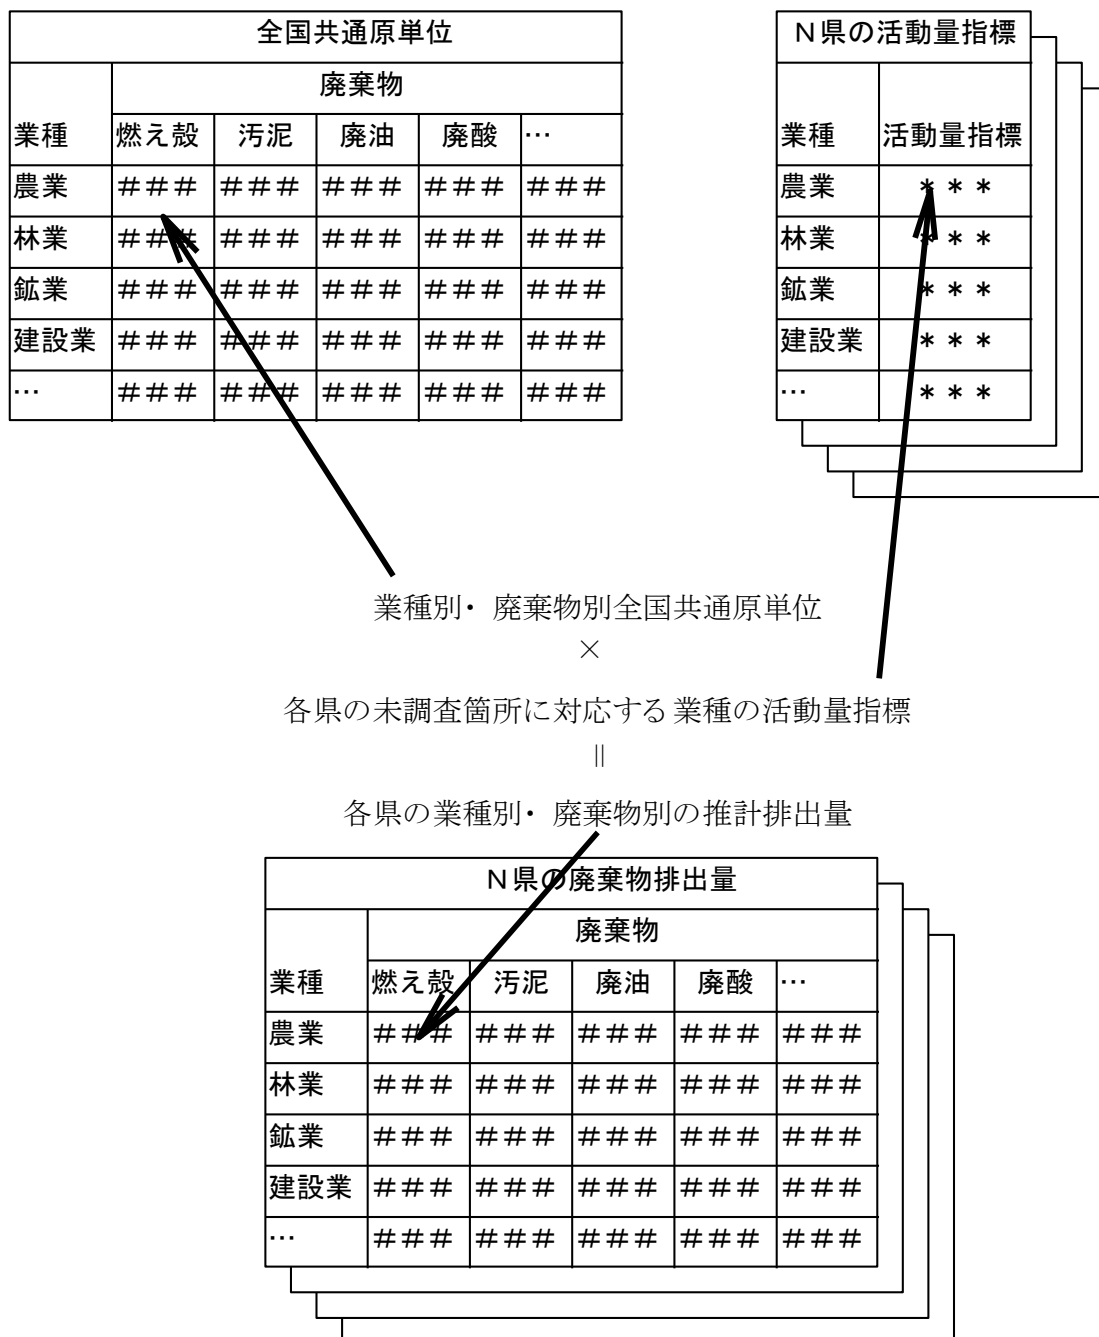 全国共通原単位
廃棄物
業種 燃え殻 汚泥 廃油 廃酸 …
農業 ### ### ### ### ###
林業 ### ### ### ### ###
鉱業 ### ### ### ### ###
建設業 ### ### ### ### ###
… ### ### ### ### ###
N県の活動量指標
業種 活動量指標
農業 ***
林業 ***
鉱業 ***
建設業 ***
… ***
業種別・廃棄物別全国共通原単位
×
各県の未調査箇所に対応する業種の活動量指標
||
各県の業種別・廃棄物別の推計排出量
N県の廃棄物排出量
廃棄物
業種 燃え殻 汚泥 廃油 廃酸 …
農業 ### ### ### ### ###
林業 ### ### ### ### ###
鉱業 ### ### ### ### ###
建設業 ### ### ### ### ###
… ### ### ### ### ###